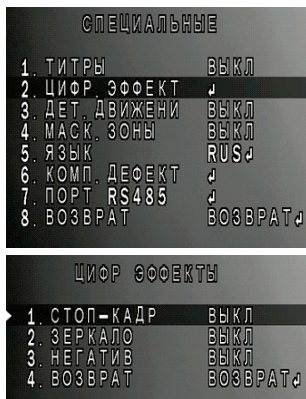 СПЕЦИАЛЬНЫЕ
1. ТИТРЫ ВЫКЛ
2. ЦИФР. ЭФФЕКТ ↲
3. ДЕТ. ДВИЖЕНИ ВЫКЛ
4. МАСК. ЗОНЫ ВЫКЛ
5. ЯЗЫК RUS↲
6. КОМП. ДЕФЕКТ ↲
7. ПОРТ RS485 ↲
8. ВОЗВРАТ ВОЗВРАТ↲
ЦИФР ЭФФЕКТЫ
1. СТОП-КАДР ВЫКЛ
2. ЗЕРКАЛО ВЫКЛ
3. НЕГАТИВ ВЫКЛ
4. ВОЗВРАТ ВОЗВРАТ↲